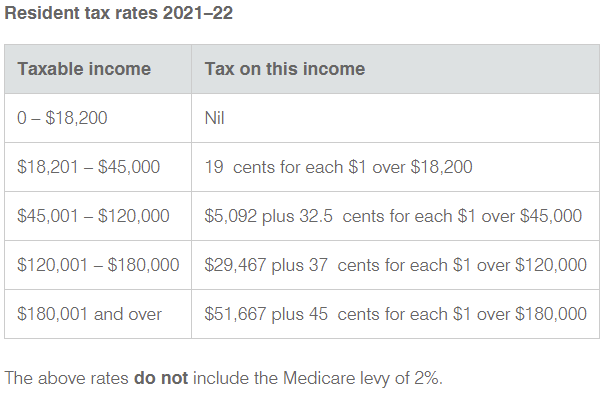 Resident tax rates 2021–22
Taxable income Tax on this income
0 – $18,200 Nil
$18,201 – $45,000 19 cents for each $1 over $18,200
$45,001 – $120,000 $5,092 plus 32.5 cents for each $1 over $45,000
$120,001 – $180,000 $29,467 plus 37 cents for each $1 over $120,000
$180,001 and over $51,667 plus 45 cents for each $1 over $180,000
The above rates do not include the Medicare levy of 2%.